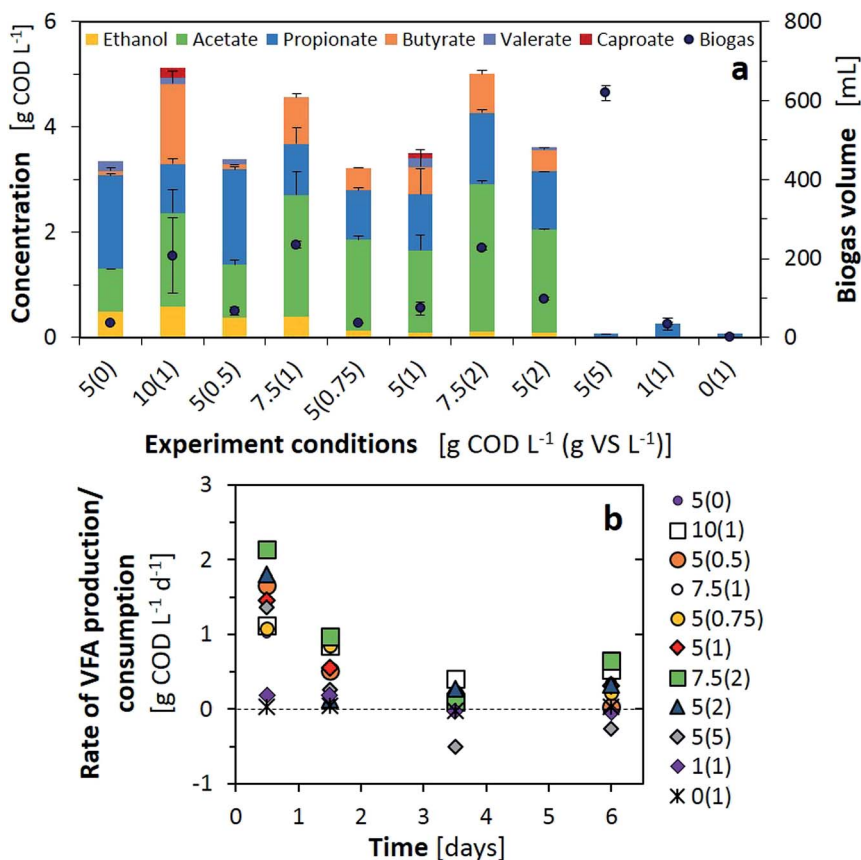 Ethanol Acetate Propionate Butyrate Valerate Caproate Biogas
a
Concentration [g COD L-1]
6
4
2
0
Biogas volume [mL]
800
600
400
200
0
5(0) 10(1) 5(0.5) 7.5(1) 5(0.75) 5(1) 7.5(2) 5(2) 5(5) 1(1) 0(1)
Experiment conditions [g COD L-1 (g VS L-1)]
b
Rate of VFA production/
consumption
[g COD L-1 d-1]
3
2
1
0
-1
0 1 2 3 4 5 6
Time [days]
5(0)
10(1)
5(0.5)
7.5(1)
5(0.75)
5(1)
7.5(2)
5(2)
5(5)
1(1)
0(1)